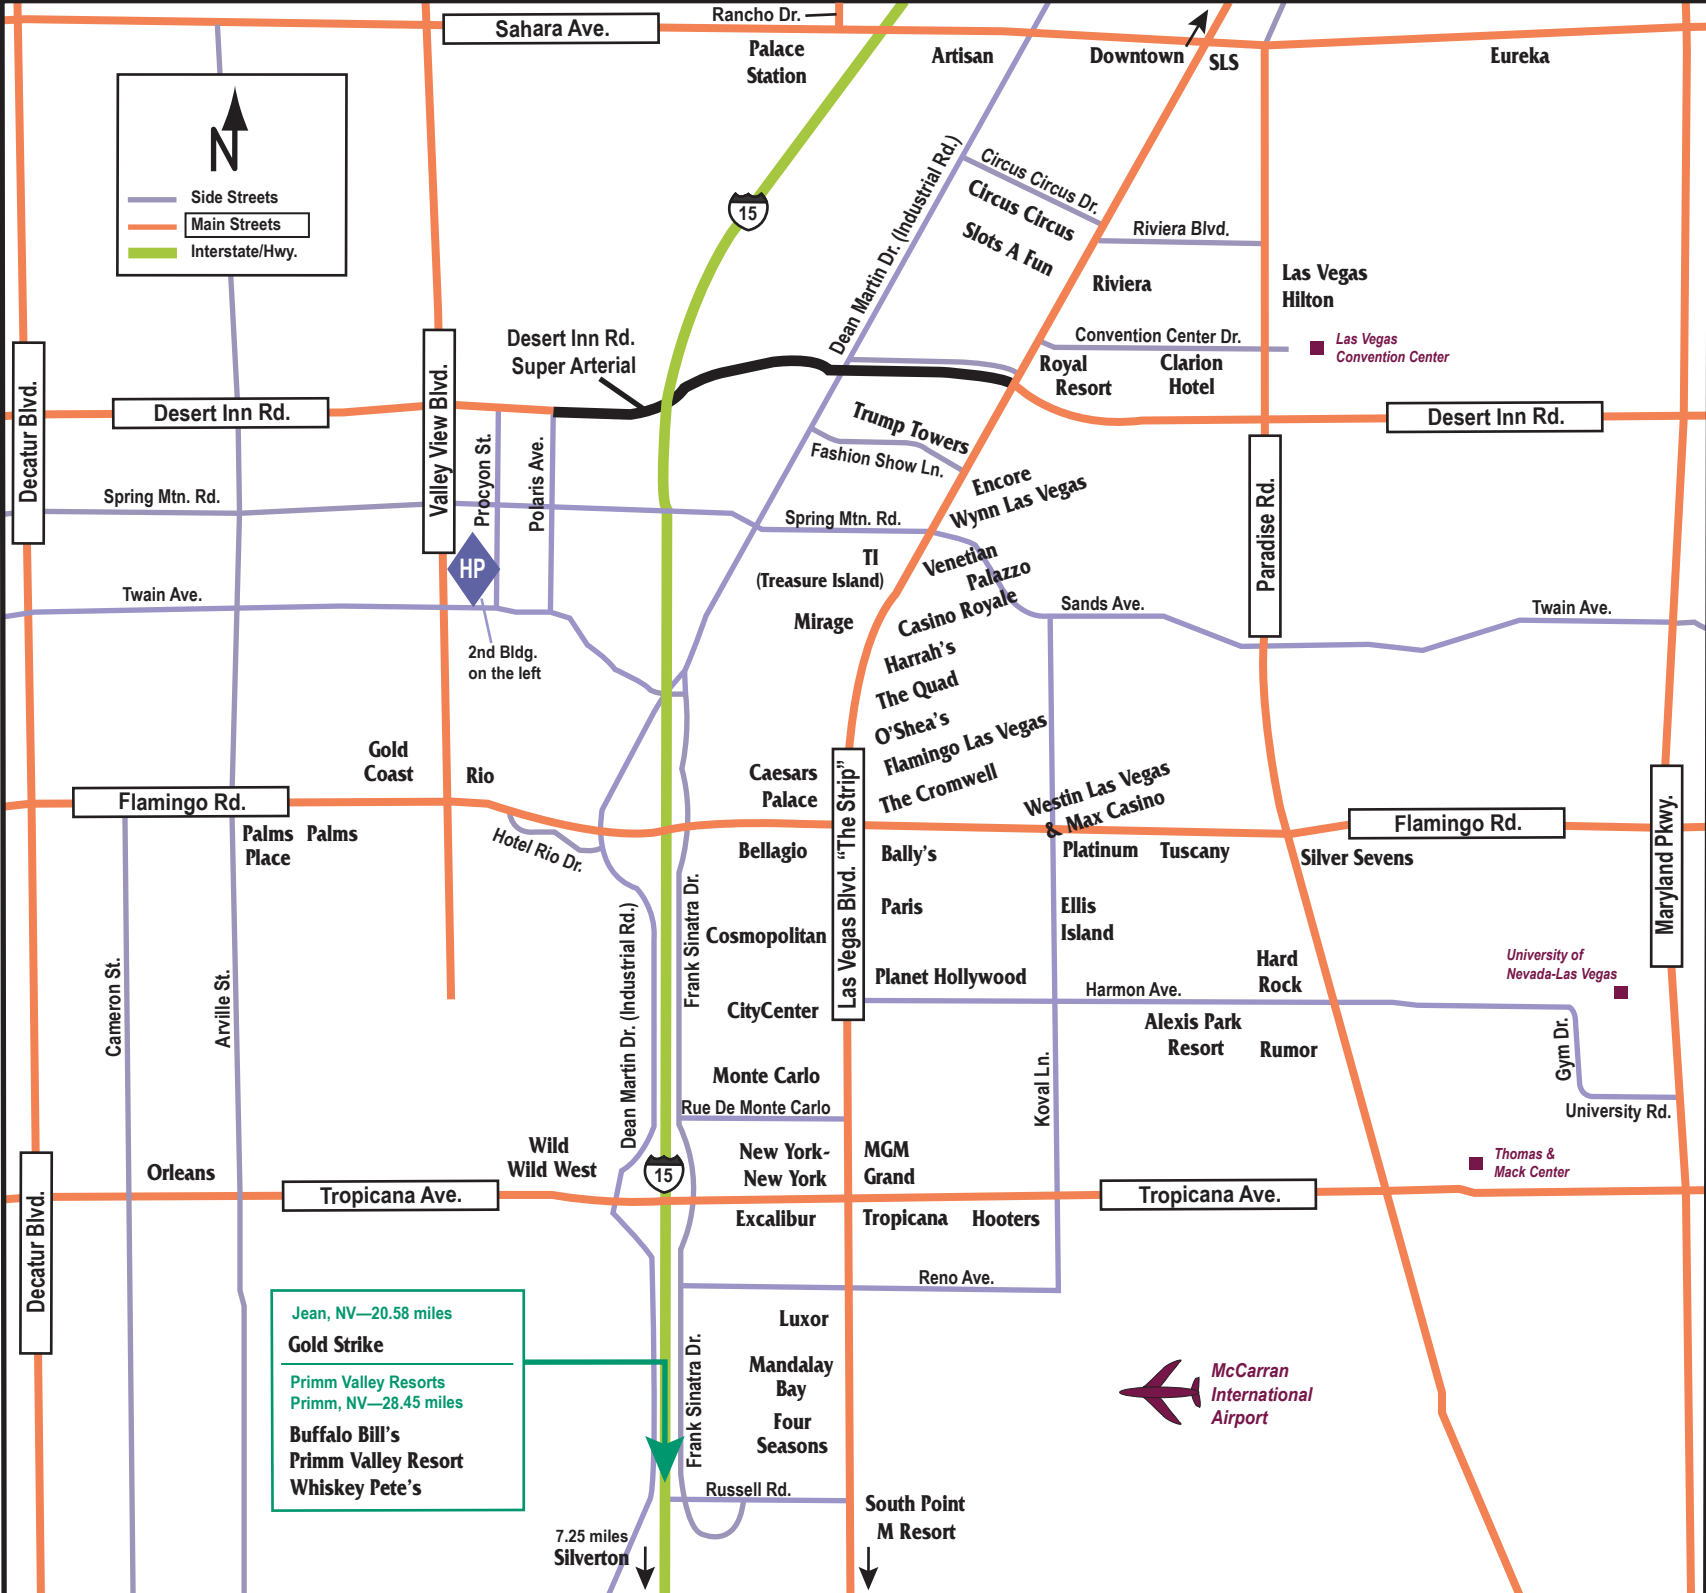 Rancho Dr.
Sahara Ave.
Palace
Station
Artisan
Downtown
SLS
Eureka
N
Side Streets
Main Streets
Interstate/Hwy.
15
Dean Martin Dr. (Industrial Rd.)
Circus Circus Dr.
Circus Circus
Slots A Fun
Riviera Blvd.
Riviera
Las Vegas
Hilton
Convention Center Dr.
Las Vegas
Convention Center
Royal
Resort
Clarion
Hotel
Desert Inn Rd.
Super Arterial
Decatur Blvd.
Desert Inn Rd.
Valley View Blvd.
Desert Inn Rd.
Procyon St.
Polaris Ave.
Trump Towers
Fashion Show Ln.
Encore
Wynn Las Vegas
Paradise Rd.
Spring Mtn. Rd.
Spring Mtn. Rd.
HP
2nd Bldg.
on the left
TI
(Treasure Island)
Mirage
Venetian
Palazzo
Casino Royale
Harrah's
The Quad
O'Shea's
Flamingo Las Vegas
The Cromwell
Twain Ave.
Sands Ave.
Twain Ave.
Gold
Coast
Rio
Caesars
Palace
Las Vegas Blvd. “The Strip”
Westin Las Vegas
& Max Casino
Flamingo Rd.
Flamingo Rd.
Maryland Pkwy.
Palms
Place
Palms
Hotel Rio Dr.
Bellagio
Bally's
Platinum
Tuscany
Silver Sevens
Paris
Ellis
Island
Cosmopolitan
Frank Sinatra Dr.
Dean Martin Dr. (Industrial Rd.)
Cameron St.
Arville St.
CityCenter
Planet Hollywood
Harmon Ave.
Hard
Rock
University of
Nevada-Las Vegas
Alexis Park
Resort
Rumor
Gym Dr.
University Rd.
Koval Ln.
Monte Carlo
Rue De Monte Carlo
Orleans
Wild
Wild West
New York-
New York
MGM
Grand
Thomas &
Mack Center
15
Tropicana Ave.
Tropicana Ave.
Decatur Blvd.
Excalibur
Tropicana
Hooters
Reno Ave.
Jean, NV—20.58 miles
Gold Strike
Primm Valley Resorts
Primm, NV—28.45 miles
Buffalo Bill's
Primm Valley Resort
Whiskey Pete's
Frank Sinatra Dr.
Luxor
Mandalay
Bay
Four
Seasons
McCarran
International
Airport
Russell Rd.
South Point
M Resort
7.25 miles
Silverton